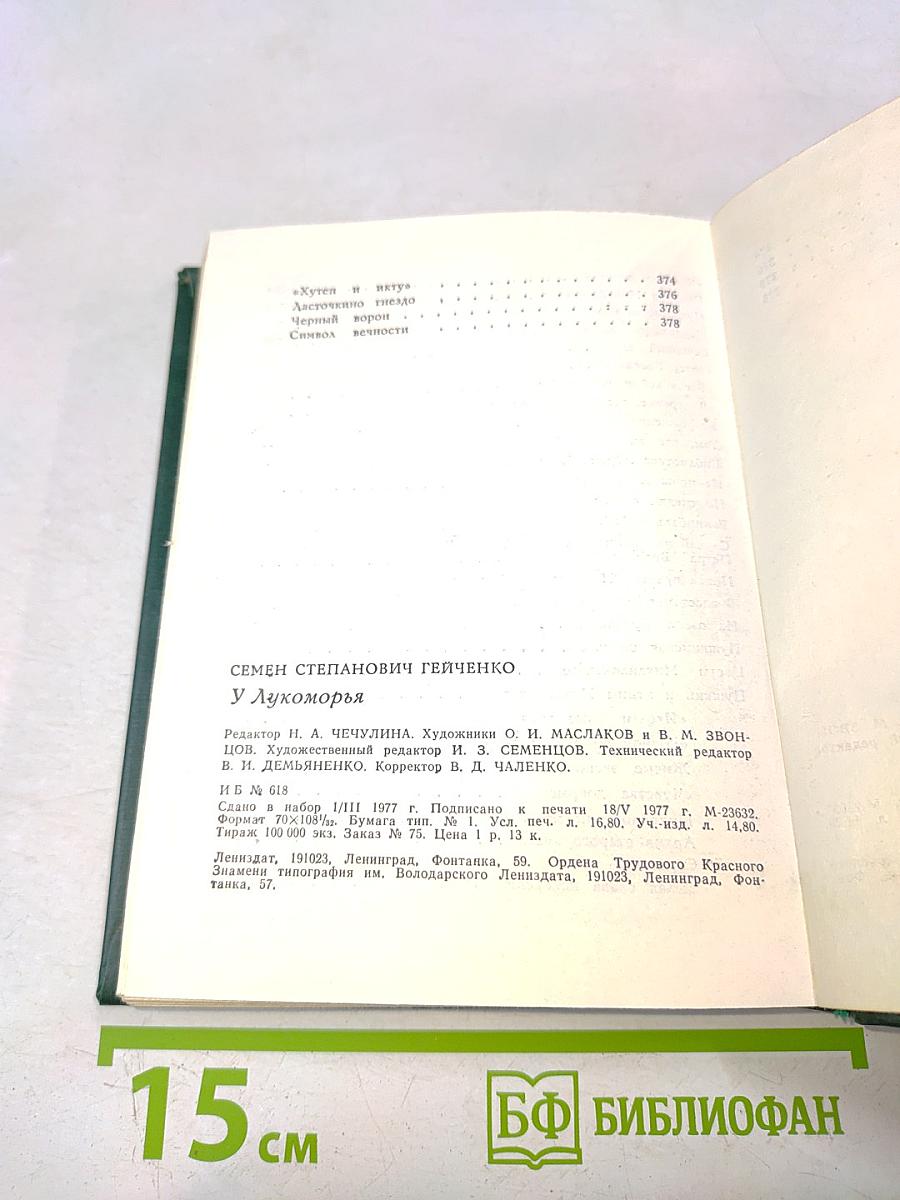 «Хутен и икту» . . . . . . . . . . . . . . 374
Ласточкино гнездо . . . . . . . . . . . . . . 376
Черный ворон . . . . . . . . . . . . . . . . 378
Символ вечности . . . . . . . . . . . . . . 378
СЕМЕН СТЕПАНОВИЧ ГЕЙЧЕНКО
У Лукоморья
Редактор Н. А. ЧЕЧУЛИНА. Художники О. И. МАСЛАКОВ и В. М. ЗВОН-
ЦОВ. Художественный редактор И. З. СЕМЕНЦОВ. Технический редактор
В. И. ДЕМЬЯНЕНКО. Корректор В. Д. ЧАЛЕНКО.
ИБ № 618
Сдано в набор 1/III 1977 г. Подписано к печати 18/V 1977 г. М-23632.
Формат 70×108¹/₃₂. Бумага тип. № 1. Усл. печ. л. 16,80. Уч.-изд. л. 14,80.
Тираж 100 000 экз. Заказ № 75. Цена 1 р. 13 к.
Лениздат, 191023, Ленинград, Фонтанка, 59. Ордена Трудового Красного
Знамени типография им. Володарского Лениздата, 191023, Ленинград, Фон-
танка, 57.
15 см
БФ БИБЛИОФАН